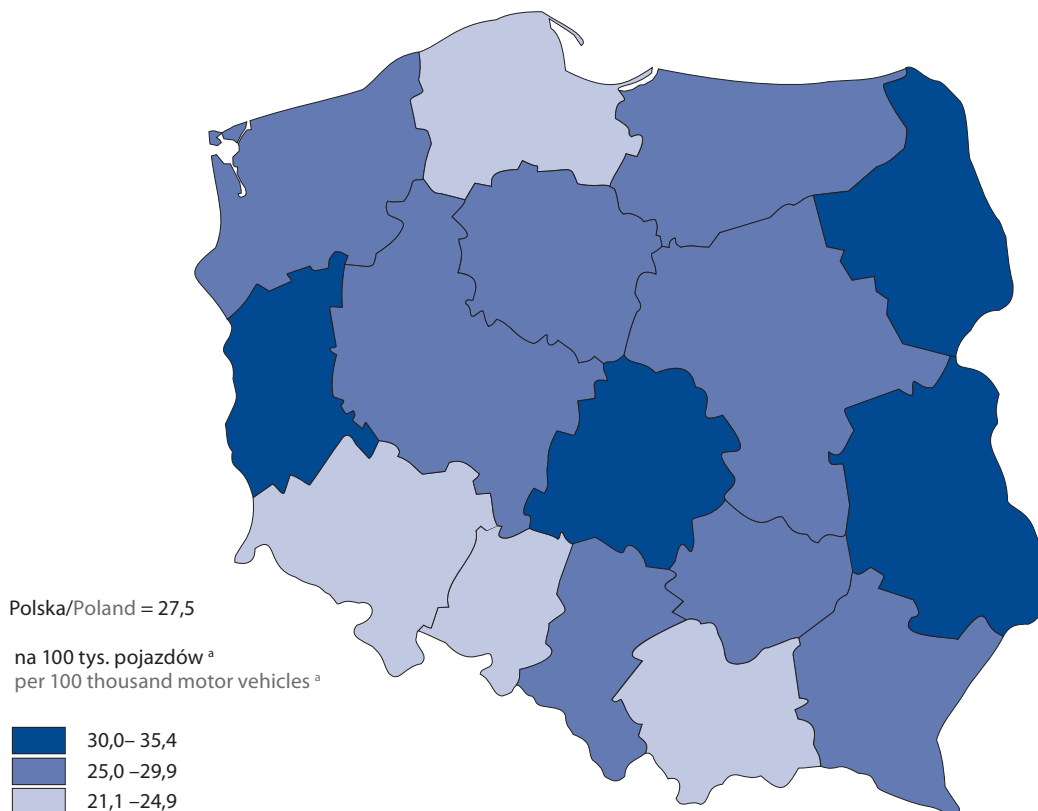 Polska/Poland = 27,5
na 100 tys. pojazdów ª
per 100 thousand motor vehicles ª
30,0– 35,4
25,0 –29,9
21,1 –24,9